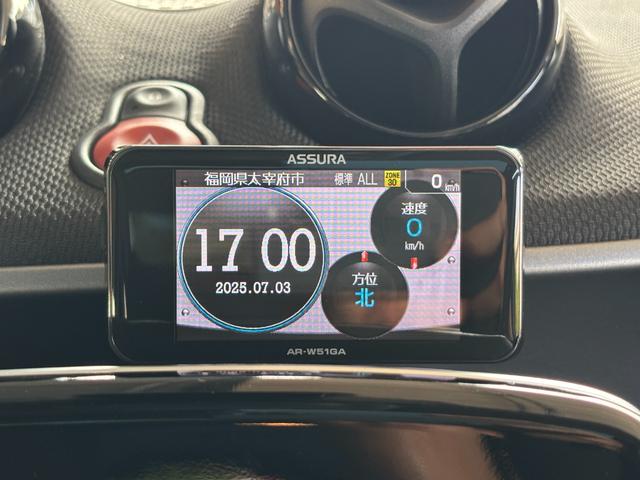 ASSURA
福岡県太宰府市 標準 ALL ZONE 30 0 km/h
速度
0
km/h
17 00
2025.07.03
方位
北
AR-W51GA